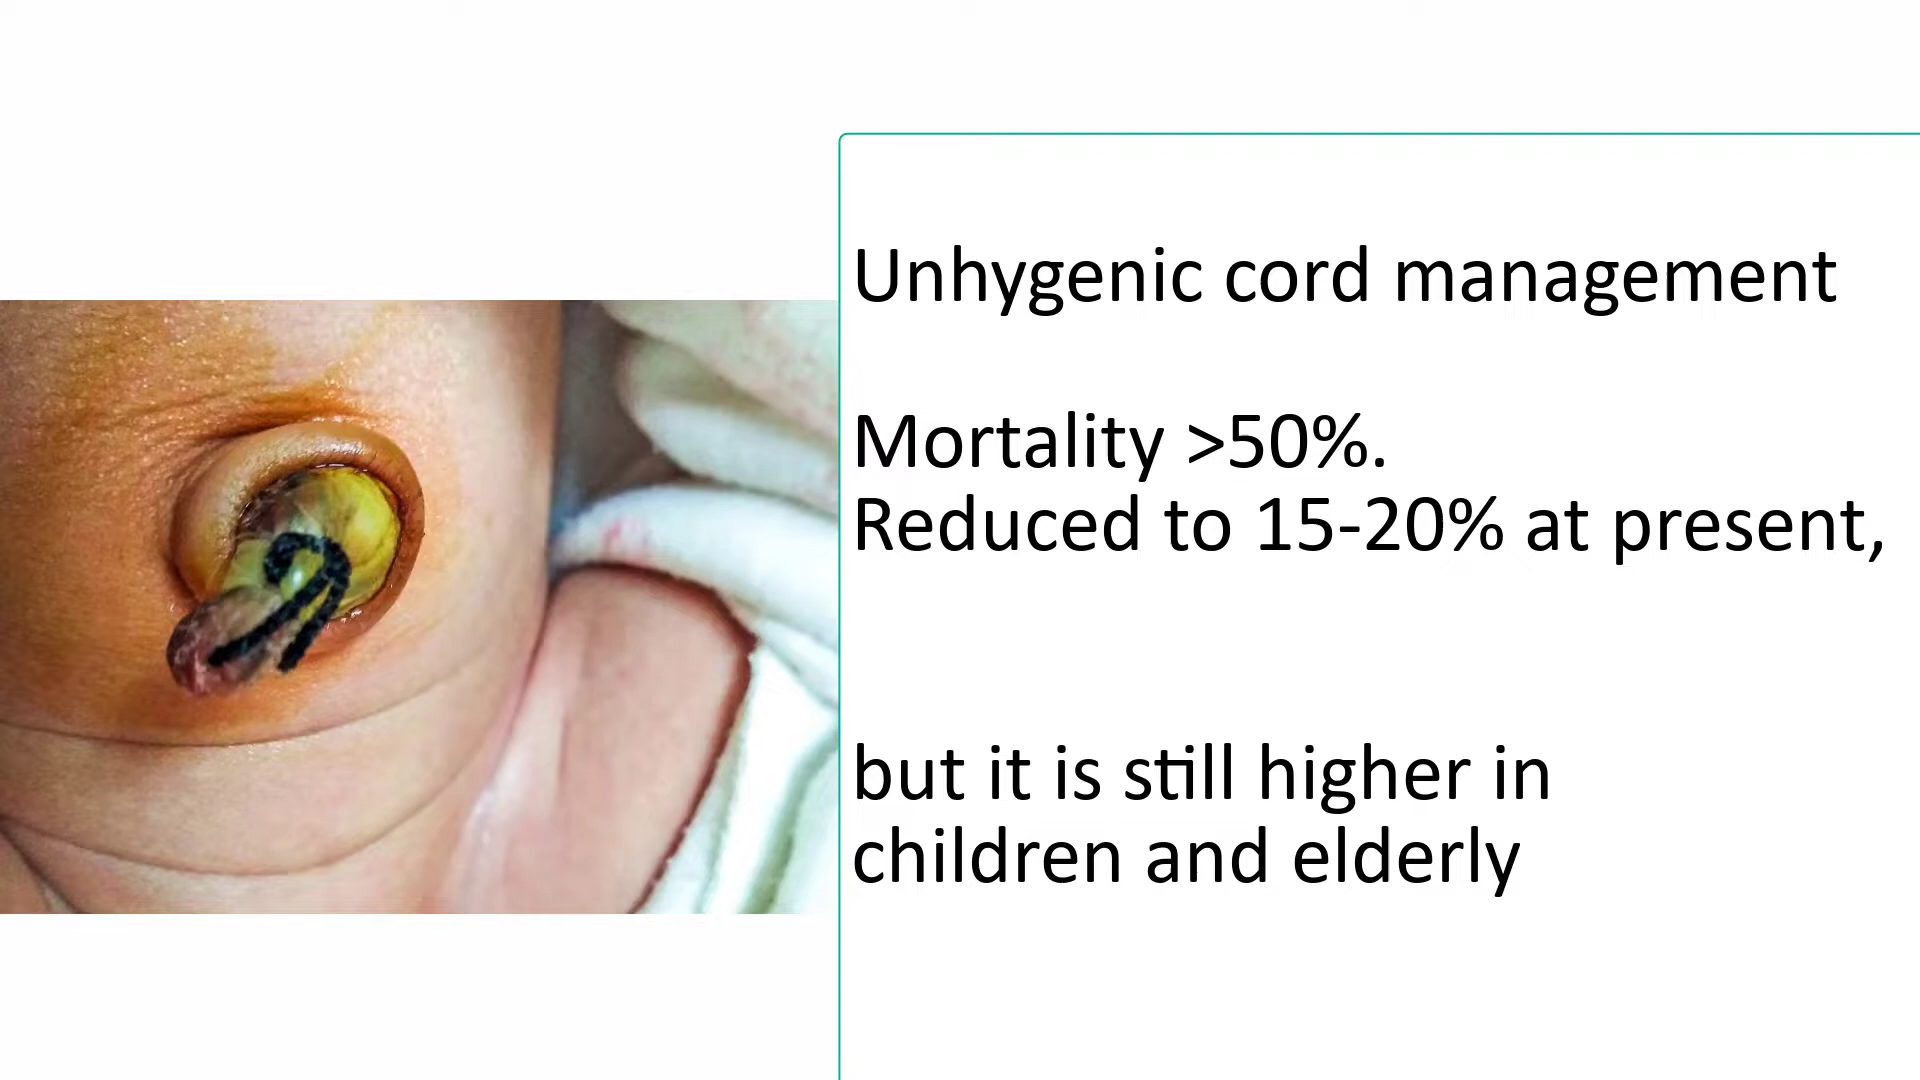 Unhygenic cord management
Mortality >50%.
Reduced to 15-20% at present,
but it is still higher in
children and elderly